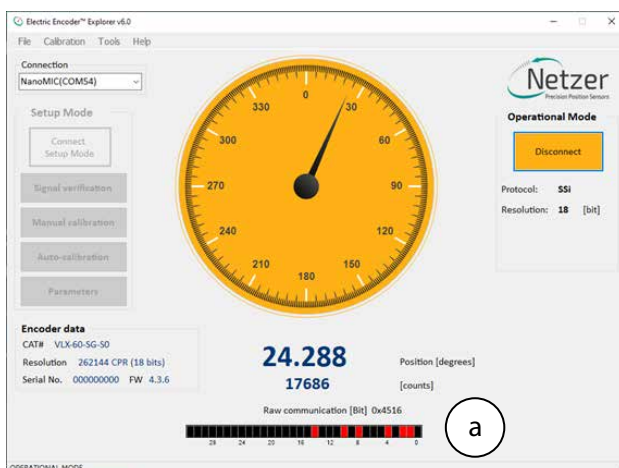 Electric Encoder™ Explorer v6.0
File Calibration Tools Help
Connection
NanoMIC(COM54)
Setup Mode
Connect
Setup Mode
Signal verification
Manual calibration
Auto-calibration
Parameters
0
30
60
90
120
150
180
210
240
270
300
330
Netzer
Precision Position Sensors
Operational Mode
Disconnect
Protocol: SSi
Resolution: 18 [bit]
Encoder data
CAT# VLX-60-SG-S0
Resolution 262144 CPR (18 bits)
Serial No. 000000000 FW 4.3.6
24.288 Position [degrees]
17686 [counts]
Raw communication [Bit] 0x4516
28 24 20 16 12 8 4 0
a
OPERATIONAL MODE